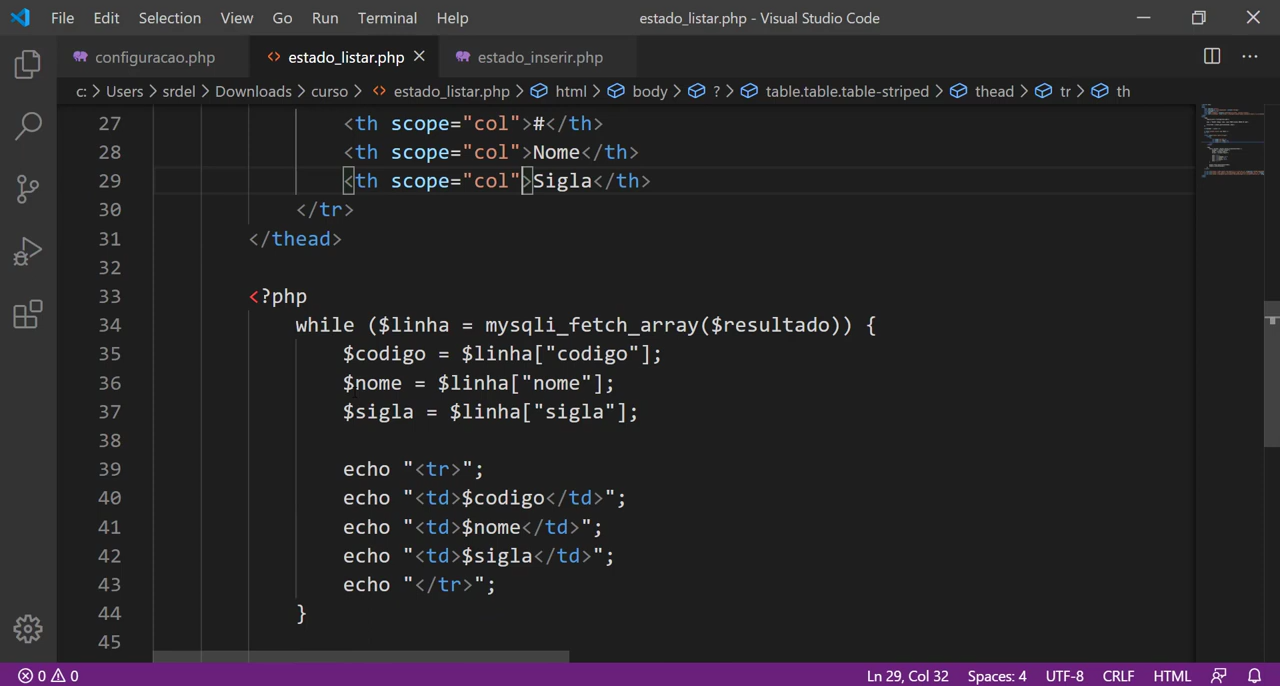 File Edit Selection View Go Run Terminal Help estado_listar.php - Visual Studio Code
configuracao.php estado_listar.php estado_inserir.php
c: > Users > srdel > Downloads > curso > estado_listar.php > html > body > ? > table.table.table-striped > thead > tr > th
27 <th scope="col">#</th>
28 <th scope="col">Nome</th>
29 <th scope="col">Sigla</th>
30 </tr>
31 </thead>
32
33 <?php
34 while ($linha = mysqli_fetch_array($resultado)) {
35 $codigo = $linha["codigo"];
36 $nome = $linha["nome"];
37 $sigla = $linha["sigla"];
38
39 echo "<tr>";
40 echo "<td>$codigo</td>";
41 echo "<td>$nome</td>";
42 echo "<td>$sigla</td>";
43 echo "</tr>";
44 }
45
0 0 Ln 29, Col 32 Spaces: 4 UTF-8 CRLF HTML